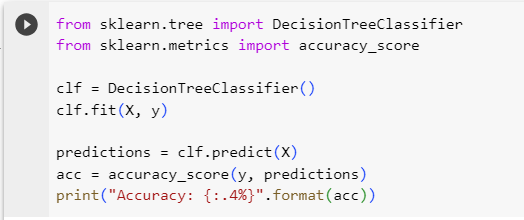 from sklearn.tree import DecisionTreeClassifier
from sklearn.metrics import accuracy_score
clf = DecisionTreeClassifier()
clf.fit(X, y)
predictions = clf.predict(X)
acc = accuracy_score(y, predictions)
print("Accuracy: {:.4%}".format(acc))